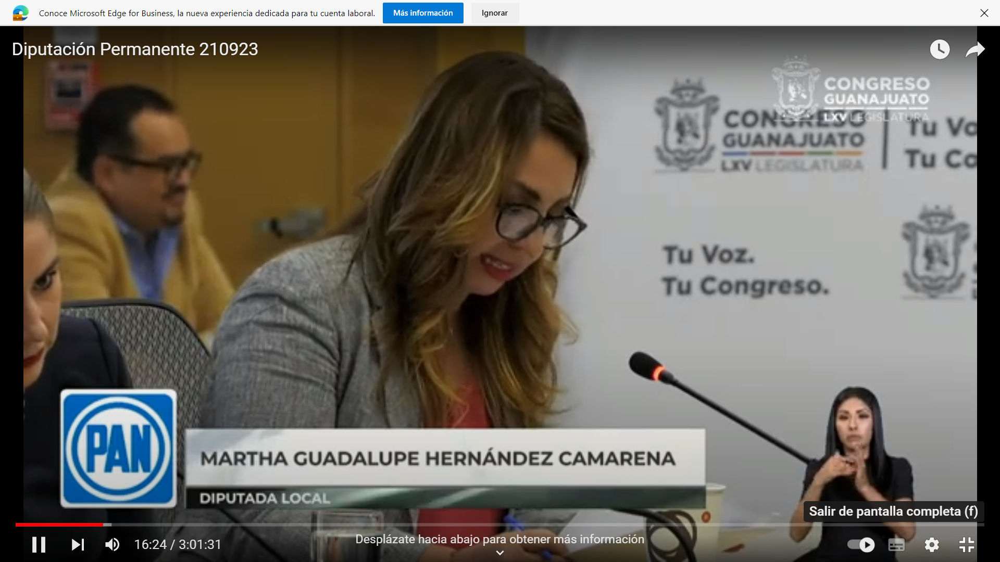 Conoce Microsoft Edge for Business, la nueva experiencia dedicada para tu cuenta laboral.
Más información
Ignorar
Diputación Permanente 210923
CONGRESO
GUANAJUATO
LXV LEGISLATURA
CONGRESO
GUANAJUATO
LXV LEGISLATURA
Tu Vo
Tu Co
Tu Voz.
Tu Congreso.
PAN
MARTHA GUADALUPE HERNÁNDEZ CAMARENA
DIPUTADA LOCAL
Salir de pantalla completa (f)
16:24 / 3:01:31
Desplázate hacia abajo para obtener más información